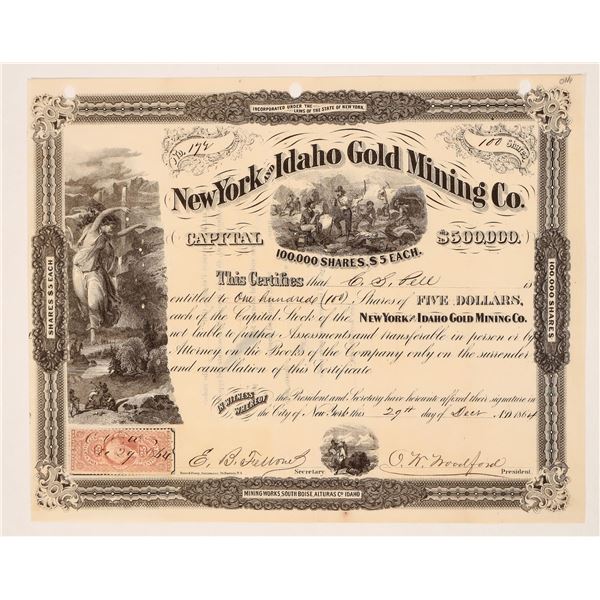 INCORPORATED UNDER THE LAWS OF THE STATE OF NEW YORK.
No. 172
100 Shares
New York AND Idaho Gold Mining Co.
CAPITAL $500,000.
100,000 SHARES, $5 EACH.
SHARES $5 EACH
100,000 SHARES
This Certifies that is
entitled to One hundred (100) Shares of FIVE DOLLARS,
each of the Capital Stock of the NEW YORK AND IDAHO GOLD MINING CO.
not liable to further Assessments and transferable in person or by
Attorney on the Books of the Company only on the surrender
and cancellation of this Certificate
IN WITNESS WHEREOF the President and Secretary have hereunto affixed their signature in
the City of New York this 29th day of Decr AD 1864
E. B.
Secretary
O. W. Woodford
President
MINING WORKS, SOUTH BOISE, ALTURAS CO. IDAHO